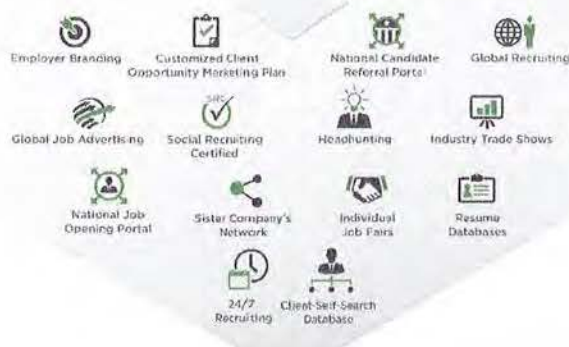 Employer Branding
Customized Client
Opportunity Marketing Plan
National Candidate
Referral Portal
Global Recruiting
Global Job Advertising
SRC
Social Recruiting
Certified
Headhunting
Industry Trade Shows
National Job
Opening Portal
Sister Company's
Network
Individual
Job Fairs
Resume
Databases
24/7
Recruiting
Client-Self-Search
Database